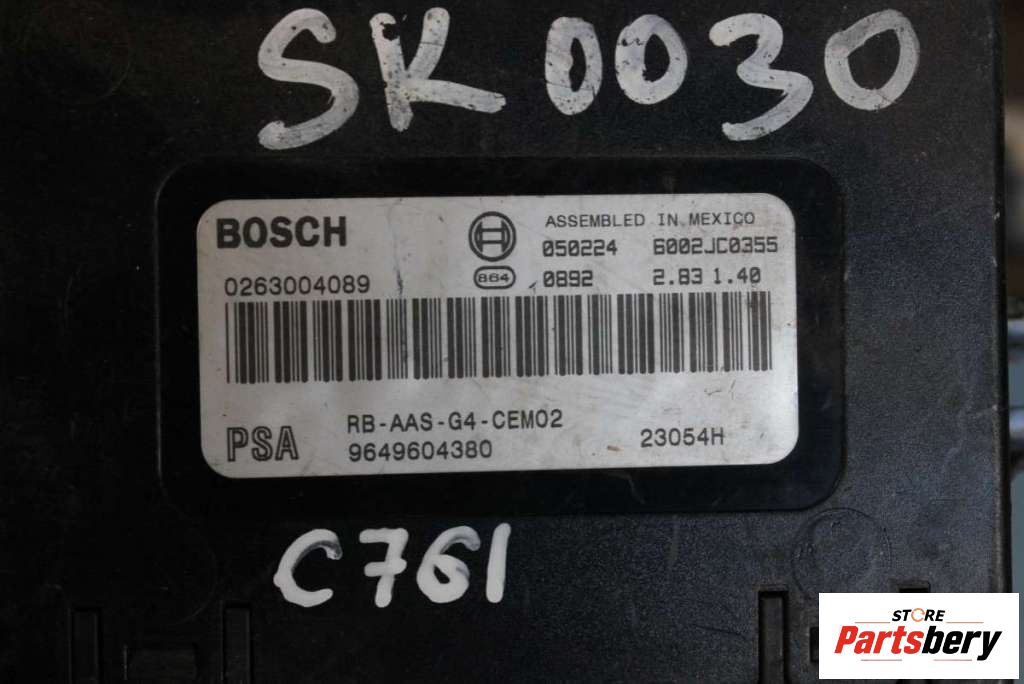 SK0030
BOSCH
ASSEMBLED IN MEXICO
050224 6002JC0355
0263004089 864 0892 2.83 1.40
RB-AAS-G4-CEM02
PSA 9649604380 23054H
C761
STORE
Partsbery